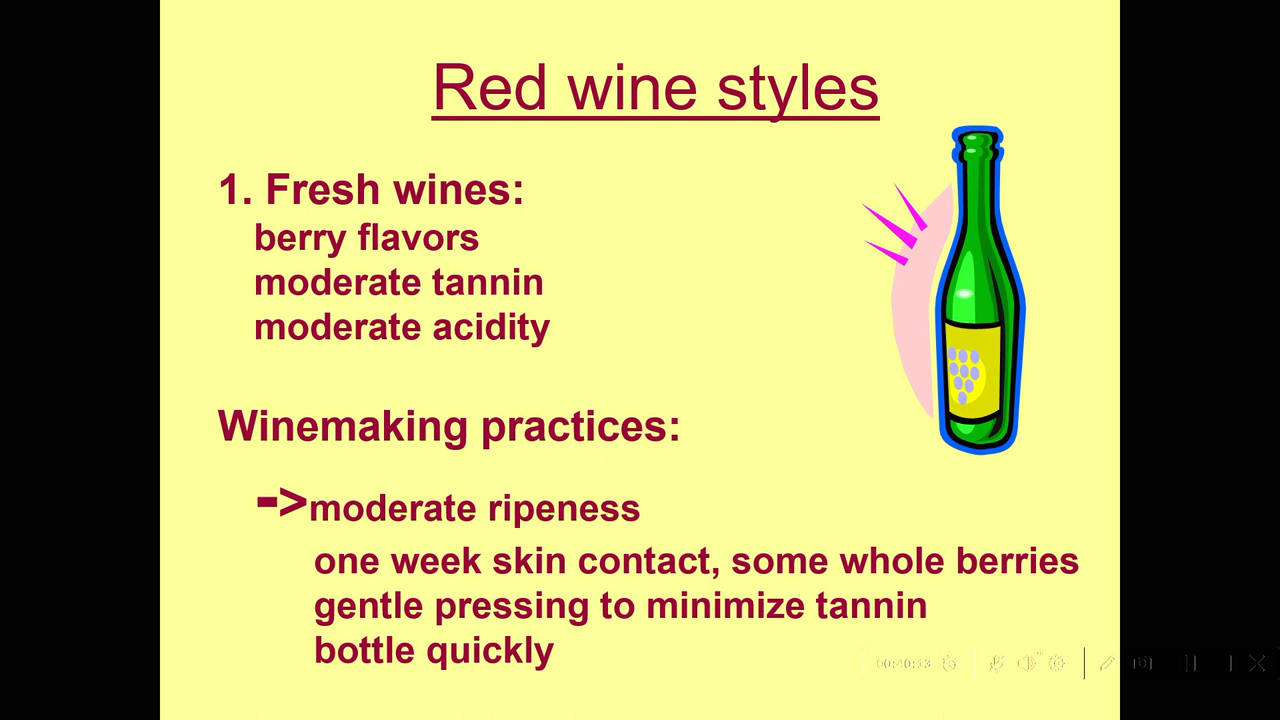 Red wine styles
1. Fresh wines:
berry flavors
moderate tannin
moderate acidity
Winemaking practices:
->moderate ripeness
one week skin contact, some whole berries
gentle pressing to minimize tannin
bottle quickly